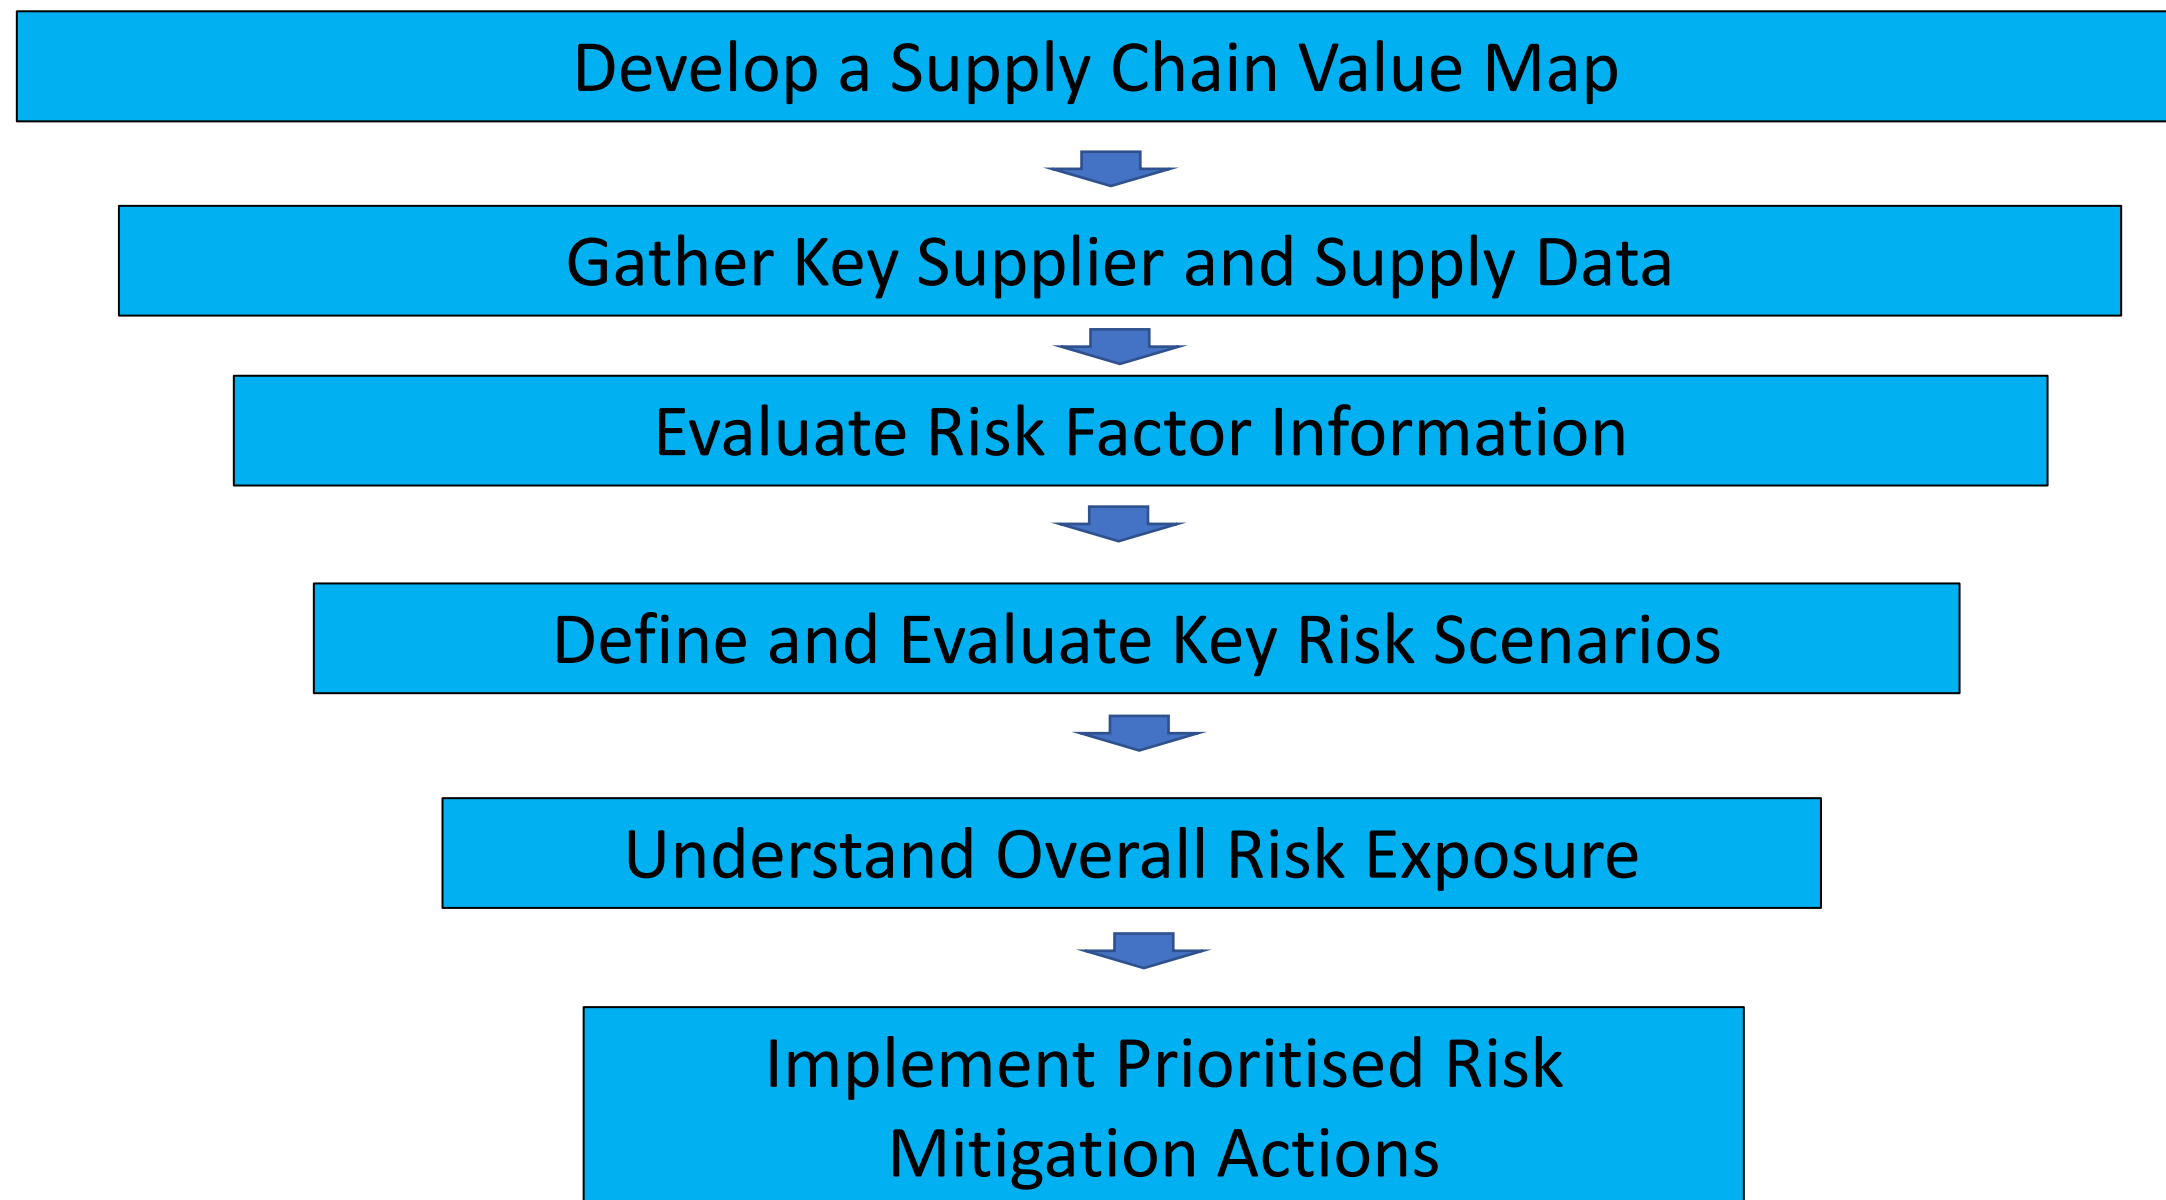 Develop a Supply Chain Value Map
Gather Key Supplier and Supply Data
Evaluate Risk Factor Information
Define and Evaluate Key Risk Scenarios
Understand Overall Risk Exposure
Implement Prioritised Risk
Mitigation Actions